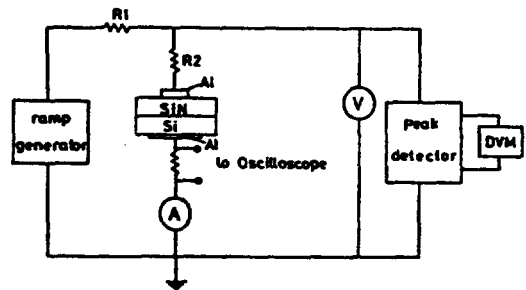 R1
R2
Al
SiN
Si
Al
ramp
generator
to Oscilloscope
A
V
Peak
detector
DVM